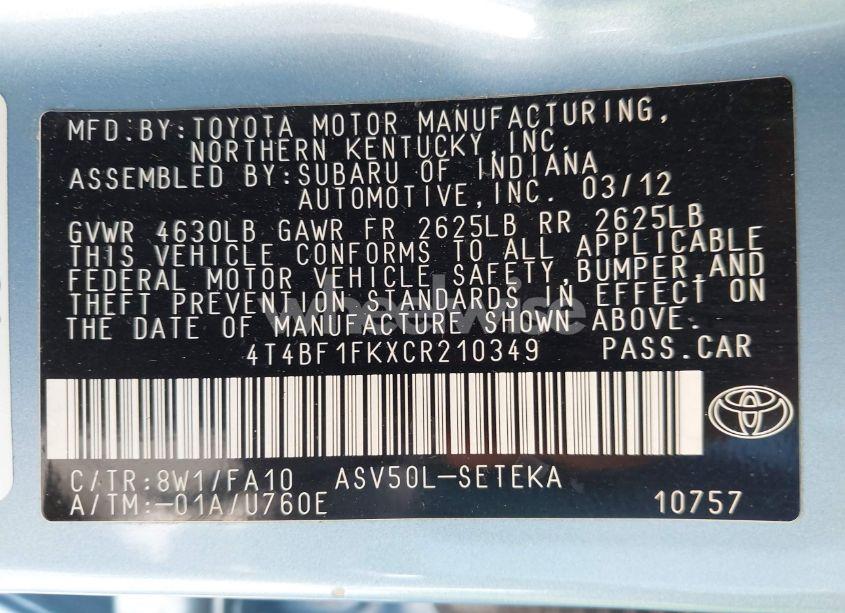 MFD.BY:TOYOTA MOTOR MANUFACTURING,
NORTHERN KENTUCKY,INC.
ASSEMBLED BY:SUBARU OF INDIANA
AUTOMOTIVE,INC. 03/12
GVWR 4630LB GAWR FR 2625LB RR 2625LB
THIS VEHICLE CONFORMS TO ALL APPLICABLE
FEDERAL MOTOR VEHICLE SAFETY,BUMPER,AND
THEFT PREVENTION STANDARDS IN EFFECT ON
THE DATE OF MANUFACTURE SHOWN ABOVE.
wheelwise
4T4BF1FKXCR210349 PASS.CAR
C/TR:8W1/FA10 ASV50L-SETEKA
A/TM:-01A/U760E 10757